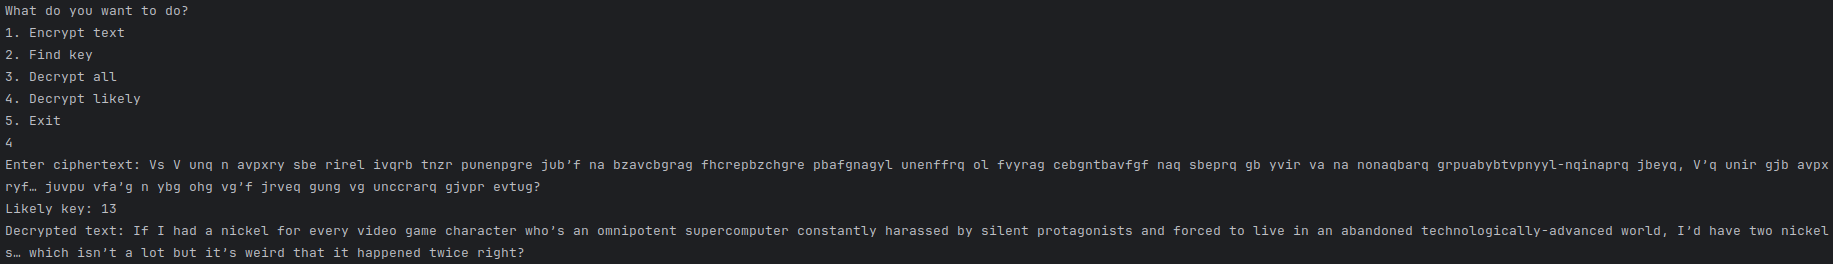 What do you want to do?
1. Encrypt text
2. Find key
3. Decrypt all
4. Decrypt likely
5. Exit
4
Enter ciphertext: Vs V unq n avpxry sbe rirel ivqrb tnzr punenpgre jub’f na bzavcbgrag fhcrepbzchgre pbafgnagyl unenffrq ol fvyrag cebgntbavfgf naq sbeprq gb yvir va na nonaqbarq grpuabybtvpnyyl-nqinaprq jbeyq, V’q unir gjb avpx
ryf… juvpu vfa’g n ybg ohg vg’f jrveq gung vg unccrarq gjvpr evtug?
Likely key: 13
Decrypted text: If I had a nickel for every video game character who’s an omnipotent supercomputer constantly harassed by silent protagonists and forced to live in an abandoned technologically-advanced world, I’d have two nickel
s… which isn’t a lot but it’s weird that it happened twice right?